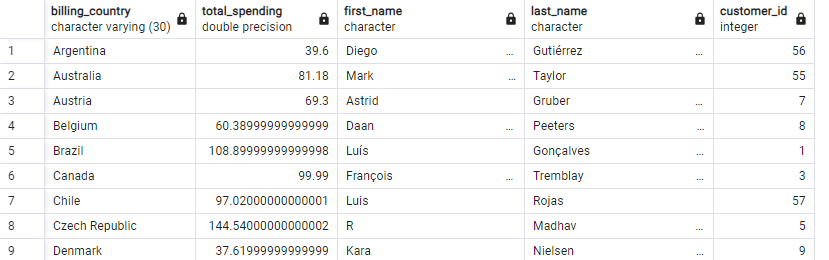 billing_country total_spending first_name last_name customer_id
character varying (30) double precision character character integer
1 Argentina 39.6 Diego ... Gutiérrez ... 56
2 Australia 81.18 Mark ... Taylor 55
3 Austria 69.3 Astrid Gruber ... 7
4 Belgium 60.38999999999999 Daan ... Peeters ... 8
5 Brazil 108.89999999999998 Luís Gonçalves ... 1
6 Canada 99.99 François ... Tremblay ... 3
7 Chile 97.02000000000001 Luis Rojas 57
8 Czech Republic 144.54000000000002 R Madhav ... 5
9 Denmark 37.61999999999999 Kara Nielsen ... 9